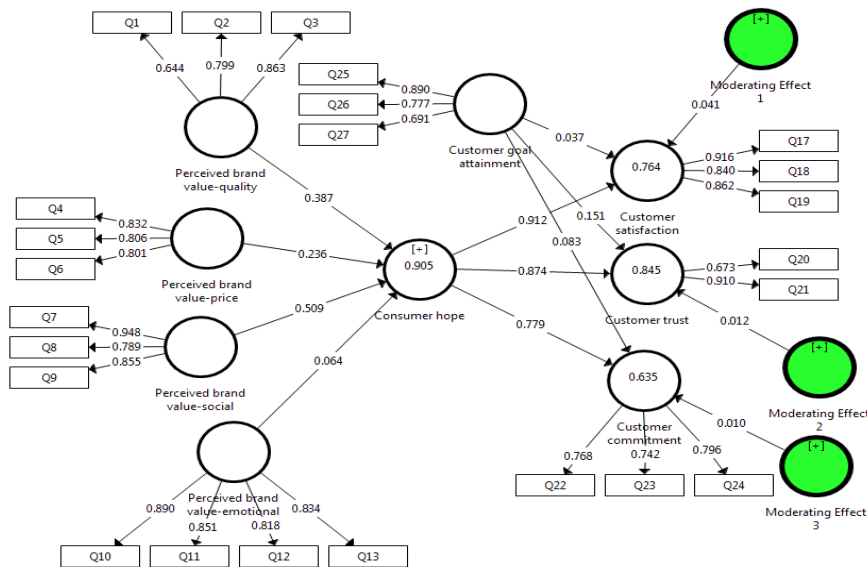 Q1
Q2
Q3
0.644
0.799
0.863
Perceived brand
value-quality
0.387
Q4
Q5
Q6
0.832
0.806
0.801
Perceived brand
value-price
0.236
Q7
Q8
Q9
0.948
0.789
0.855
Perceived brand
value-social
0.509
Perceived brand
value-emotional
0.064
0.890
0.851
0.818
0.834
Q10
Q11
Q12
Q13
[+]
0.905
Consumer hope
Q25
Q26
Q27
0.890
0.777
0.691
Customer goal
attainment
0.037
0.151
0.083
0.912
0.874
0.779
[+]
Moderating Effect
1
0.041
0.764
Customer
satisfaction
0.916
0.840
0.862
Q17
Q18
Q19
0.845
Customer trust
0.673
0.910
Q20
Q21
0.012
[+]
Moderating Effect
2
0.635
Customer
commitment
0.768
0.742
0.796
Q22
Q23
Q24
0.010
[+]
Moderating Effect
3